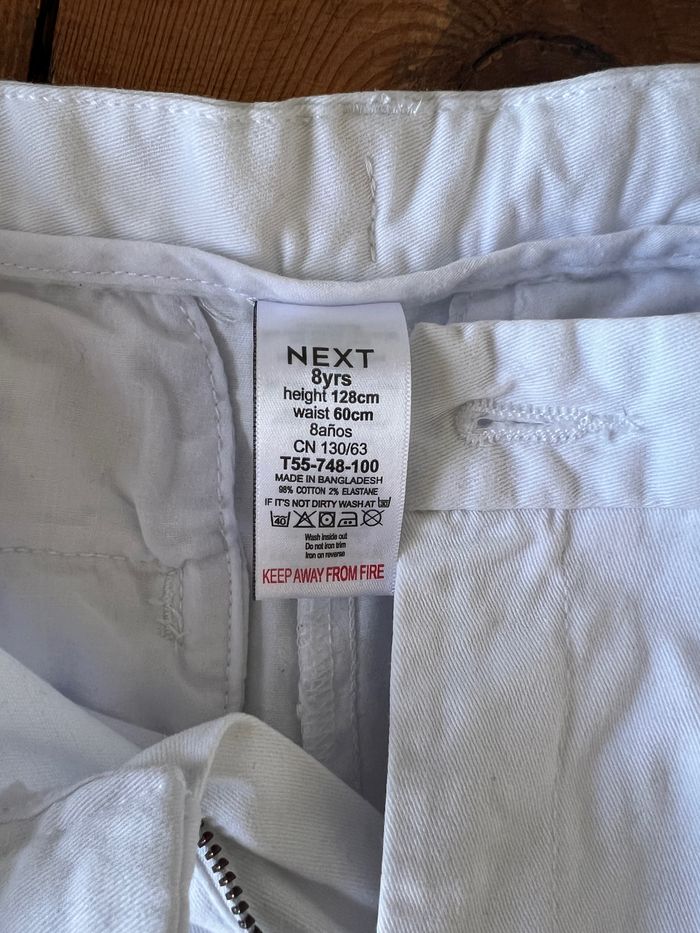 NEXT
8yrs
height 128cm
waist 60cm
8años
CN 130/63
T55-748-100
MADE IN BANGLADESH
98% COTTON 2% ELASTANE
IF IT'S NOT DIRTY WASH AT 30
40
Wash inside out
Do not iron trim
Iron on reverse
KEEP AWAY FROM FIRE